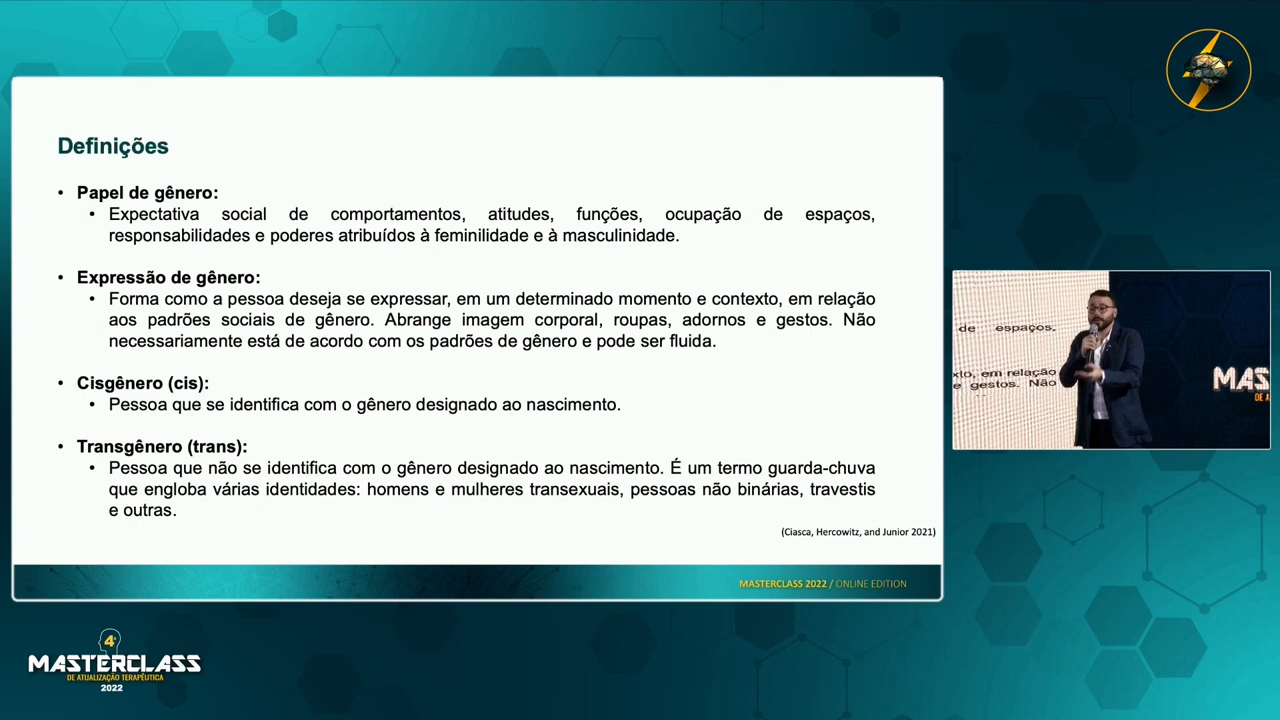 Definições
• Papel de gênero:
• Expectativa social de comportamentos, atitudes, funções, ocupação de espaços,
responsabilidades e poderes atribuídos à feminilidade e à masculinidade.
• Expressão de gênero:
• Forma como a pessoa deseja se expressar, em um determinado momento e contexto, em relação
aos padrões sociais de gênero. Abrange imagem corporal, roupas, adornos e gestos. Não
necessariamente está de acordo com os padrões de gênero e pode ser fluida.
• Cisgênero (cis):
• Pessoa que se identifica com o gênero designado ao nascimento.
• Transgênero (trans):
• Pessoa que não se identifica com o gênero designado ao nascimento. É um termo guarda-chuva
que engloba várias identidades: homens e mulheres transexuais, pessoas não binárias, travestis
e outras.
(Ciasca, Hercowitz, and Junior 2021)
MASTERCLASS 2022 / ONLINE EDITION
de espaços,
xto, em relação
e gestos. Não
MAS
DE A
4ª
MASTERCLASS
DE ATUALIZAÇÃO TERAPÊUTICA
2022